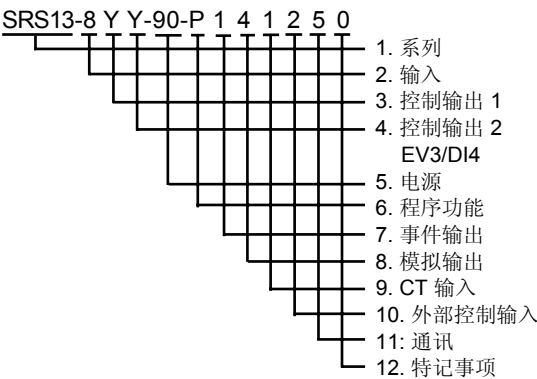 SRS13-8 Y Y-90-P 1 4 1 2 5 0
1. 系列
2. 输入
3. 控制输出 1
4. 控制输出 2
EV3/DI4
5. 电源
6. 程序功能
7. 事件输出
8. 模拟输出
9. CT 输入
10. 外部控制输入
11: 通讯
12. 特记事项